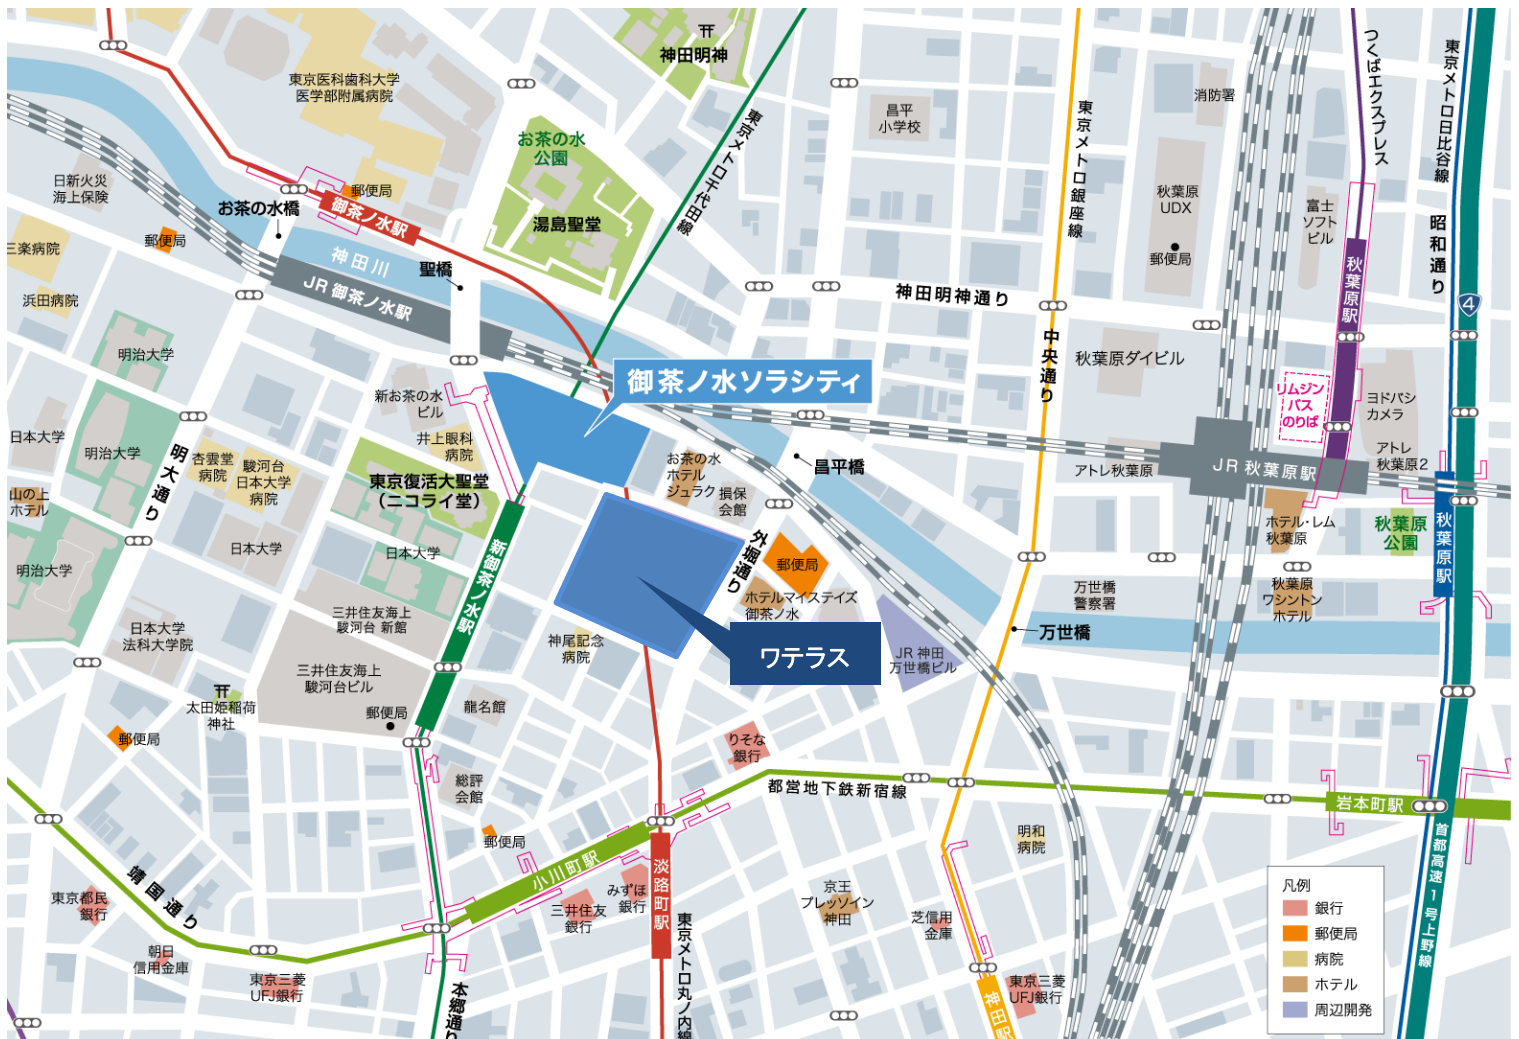 神田明神
東京医科歯科大学
医学部附属病院
お茶の水
公園
昌平
小学校
消防署
つくばエクスプレス
東京メトロ日比谷線
東京メトロ千代田線
東京メトロ銀座線
日新火災
海上保険
郵便局
お茶の水橋
御茶ノ水駅
湯島聖堂
秋葉原
UDX
郵便局
富士
ソフト
ビル
昭和通り
三楽病院
郵便局
神田川
聖橋
JR 御茶ノ水駅
秋葉原駅
浜田病院
神田明神通り
4
明治大学
中央通り
秋葉原ダイビル
新お茶の水
ビル
御茶ノ水ソラシティ
リムジン
バス
のりば
ヨドバシ
カメラ
日本大学
明治大学
明大通り
杏雲堂
病院
駿河台
日本大学
病院
井上眼科
病院
東京復活大聖堂
(ニコライ堂)
お茶の水
ホテル
ジュラク
損保
会館
昌平橋
アトレ秋葉原
JR 秋葉原駅
アトレ
秋葉原2
山の上
ホテル
ホテル・レム
秋葉原
秋葉原
公園
秋葉原駅
明治大学
日本大学
日本大学
新御茶ノ水駅
外堀通り
郵便局
ホテルマイステイズ
御茶ノ水
万世橋
警察署
秋葉原
ワシントン
ホテル
三井住友海上
駿河台 新館
日本大学
法科大学院
神尾記念
病院
ワテラス
JR 神田
万世橋ビル
万世橋
三井住友海上
駿河台ビル
郵便局
太田姫稲荷
神社
龍名館
郵便局
りそな
銀行
総評
会館
都営地下鉄新宿線
岩本町駅
郵便局
明和
病院
首都高速1号上野線
小川町駅
淡路町駅
靖国通り
東京都民
銀行
みずほ
銀行
三井住友
銀行
京王
プレッソイン
神田
芝信用
金庫
朝日
信用金庫
東京三菱
UFJ銀行
本郷通り
東京メトロ丸ノ内線
神田駅
東京三菱
UFJ銀行
凡例
銀行
郵便局
病院
ホテル
周辺開発